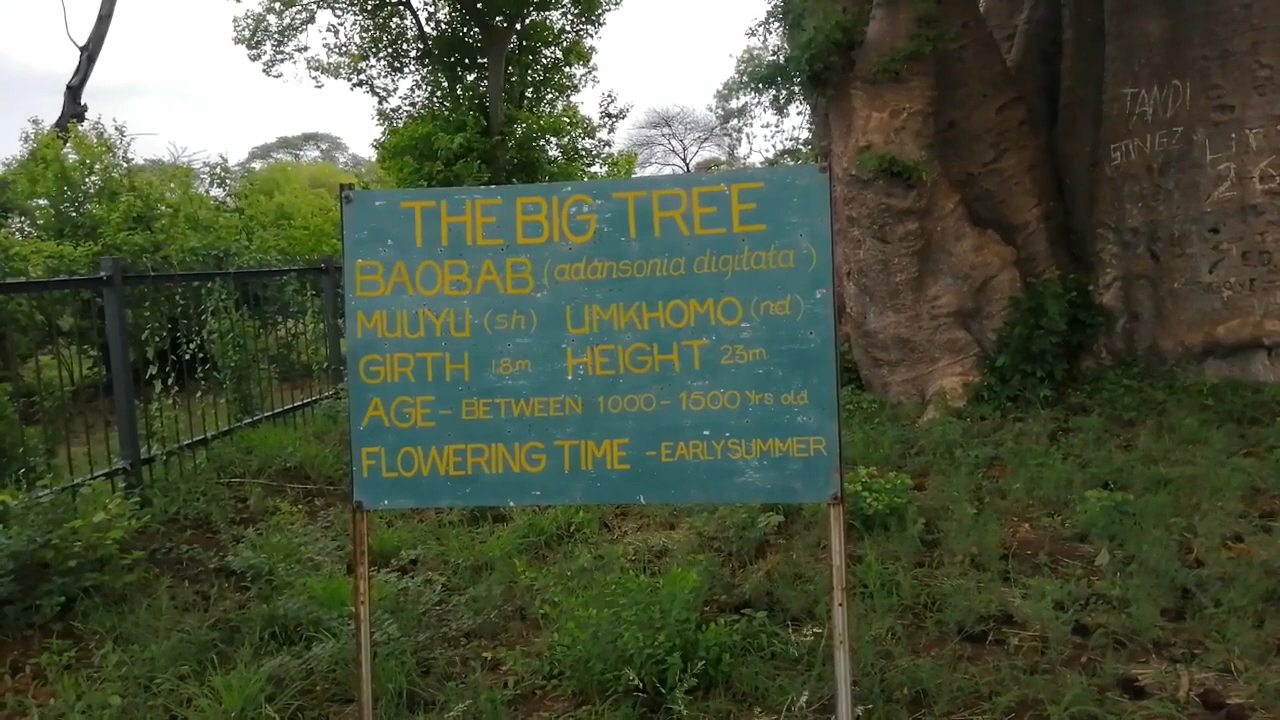 THE BIG TREE
BAOBAB (adansonia digitata)
MUUYU (sh) UMKHOMO (nd)
GIRTH 18m HEIGHT 23m
AGE - BETWEEN 1000 - 1500 Yrs old
FLOWERING TIME - EARLY SUMMER
TANDI